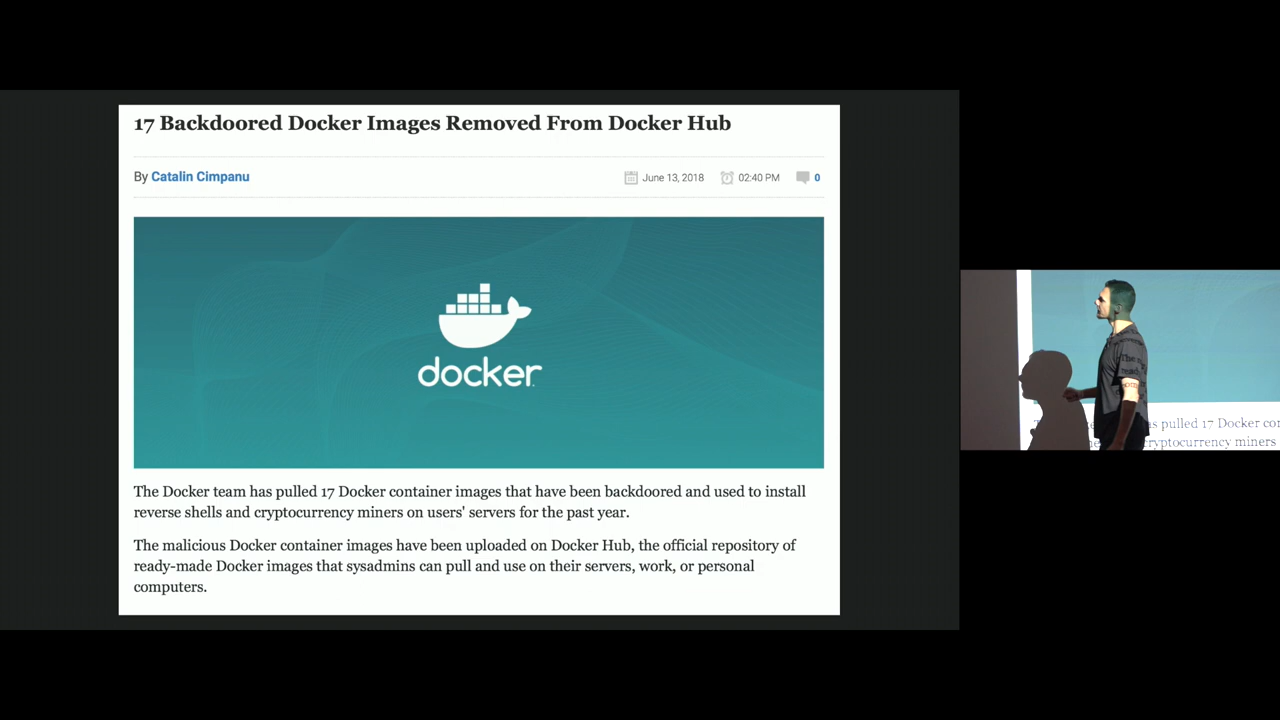 17 Backdoored Docker Images Removed From Docker Hub
By Catalin Cimpanu
June 13, 2018 02:40 PM 0
docker
The Docker team has pulled 17 Docker container images that have been backdoored and used to install
reverse shells and cryptocurrency miners on users' servers for the past year.
The malicious Docker container images have been uploaded on Docker Hub, the official repository of
ready-made Docker images that sysadmins can pull and use on their servers, work, or personal
computers.
pulled 17 Docker
cryptocurrency miners